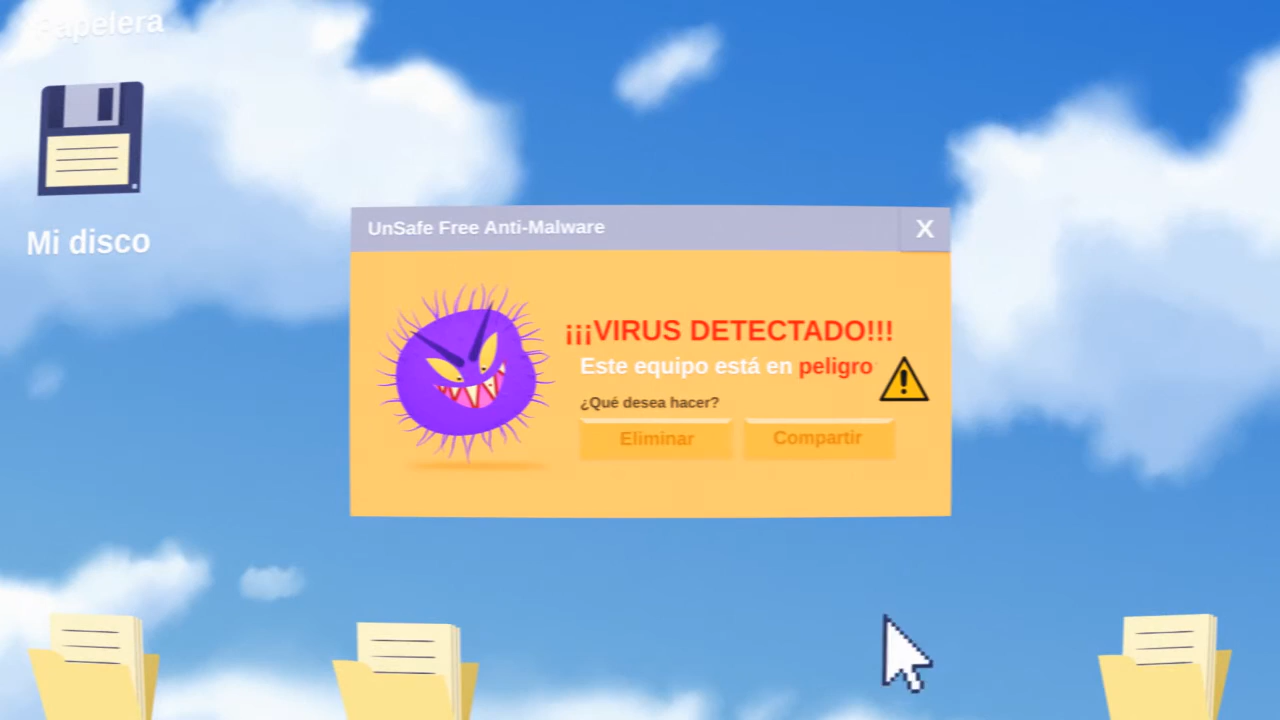 Papelera
Mi disco
UnSafe Free Anti-Malware
X
¡¡¡VIRUS DETECTADO!!!
Este equipo está en peligro
¿Qué desea hacer?
Eliminar
Compartir